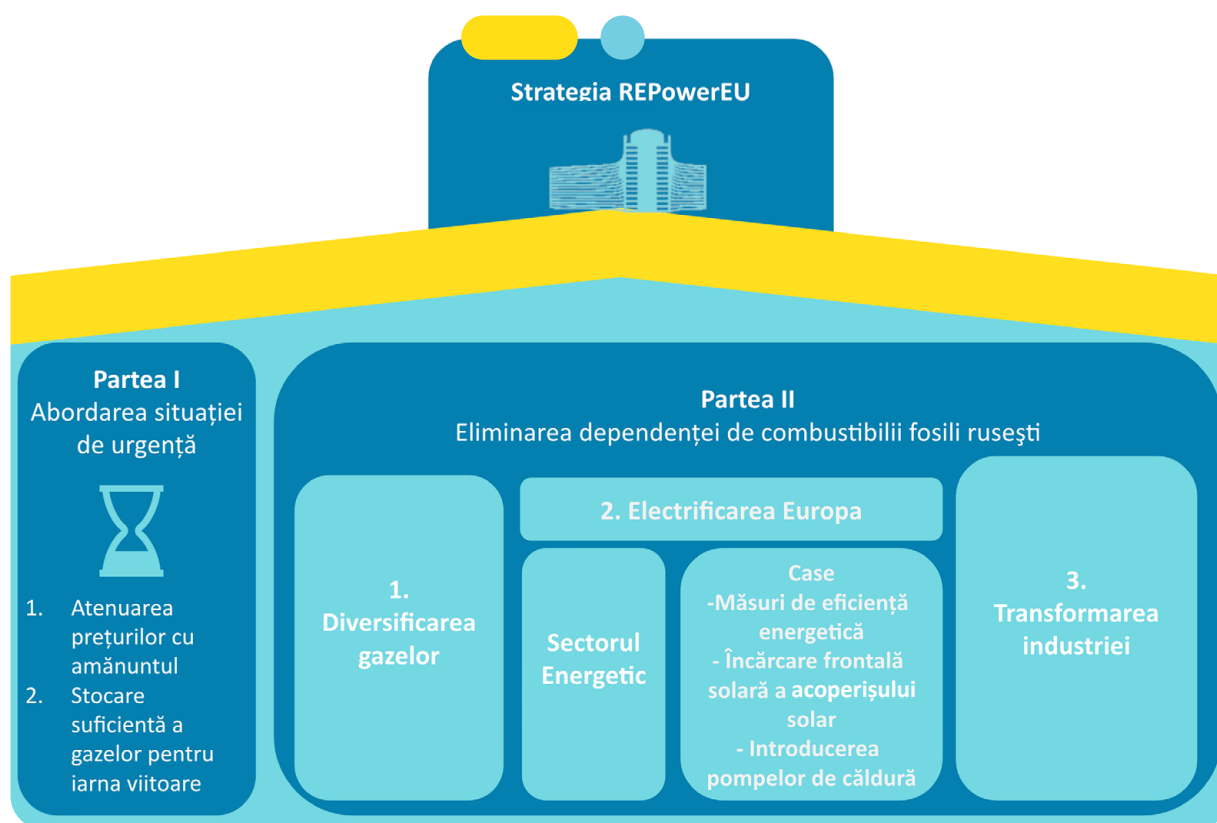 Strategia REPowerEU
Partea I
Abordarea situației
de urgență
1. Atenuarea
prețurilor cu
amănuntul
2. Stocare
suficientă a
gazelor pentru
iarna viitoare
Partea II
Eliminarea dependenței de combustibilii fosili rusești
1.
Diversificarea
gazelor
2. Electrificarea Europa
Sectorul
Energetic
Case
-Măsuri de eficiență
energetică
- Încărcare frontală
solară a acoperișului
solar
- Introducerea
pompelor de căldură
3.
Transformarea
industriei